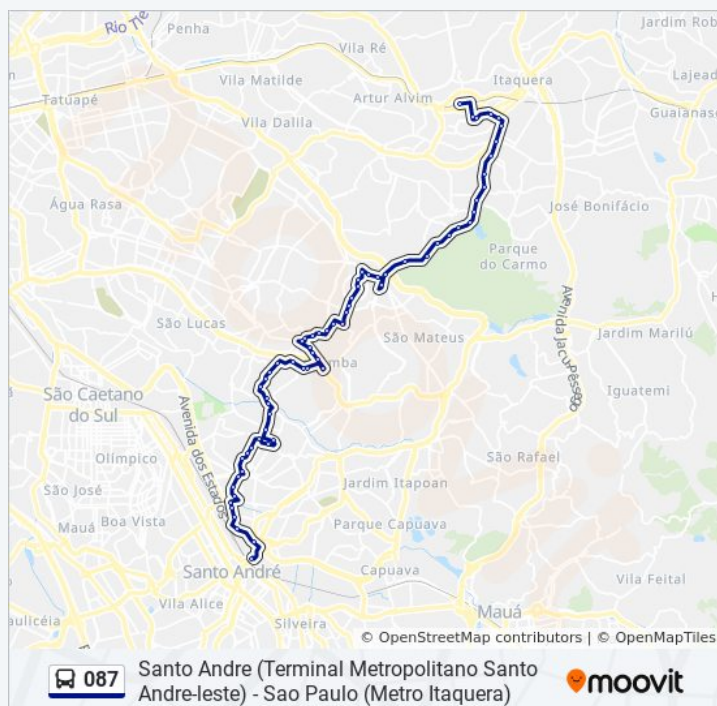 Rio Tie
Penha
Jardim Rob
Vila Ré
Itaquera
Lajead
Vila Matilde
Artur Alvim
Tatuapé
Guaianase
Vila Dalila
Água Rasa
José Bonifácio
Parque
do Carmo
São Lucas
São Mateus
Jardim Marilú
mba
Avenida Jacu-Pêssego
São Caetano
do Sul
Iguatemi
Avenida dos Estados
Olímpico
São Rafael
São José
Jardim Itapoan
Mauá
Boa Vista
Parque Capuava
Santo André
Capuava
Vila Feital
aulicéia
Vila Alice
Mauá
Silveira
© OpenStreetMap contributors | © OpenMapTiles
087
Santo Andre (Terminal Metropolitano Santo
Andre-leste) - Sao Paulo (Metro Itaquera)
moovit